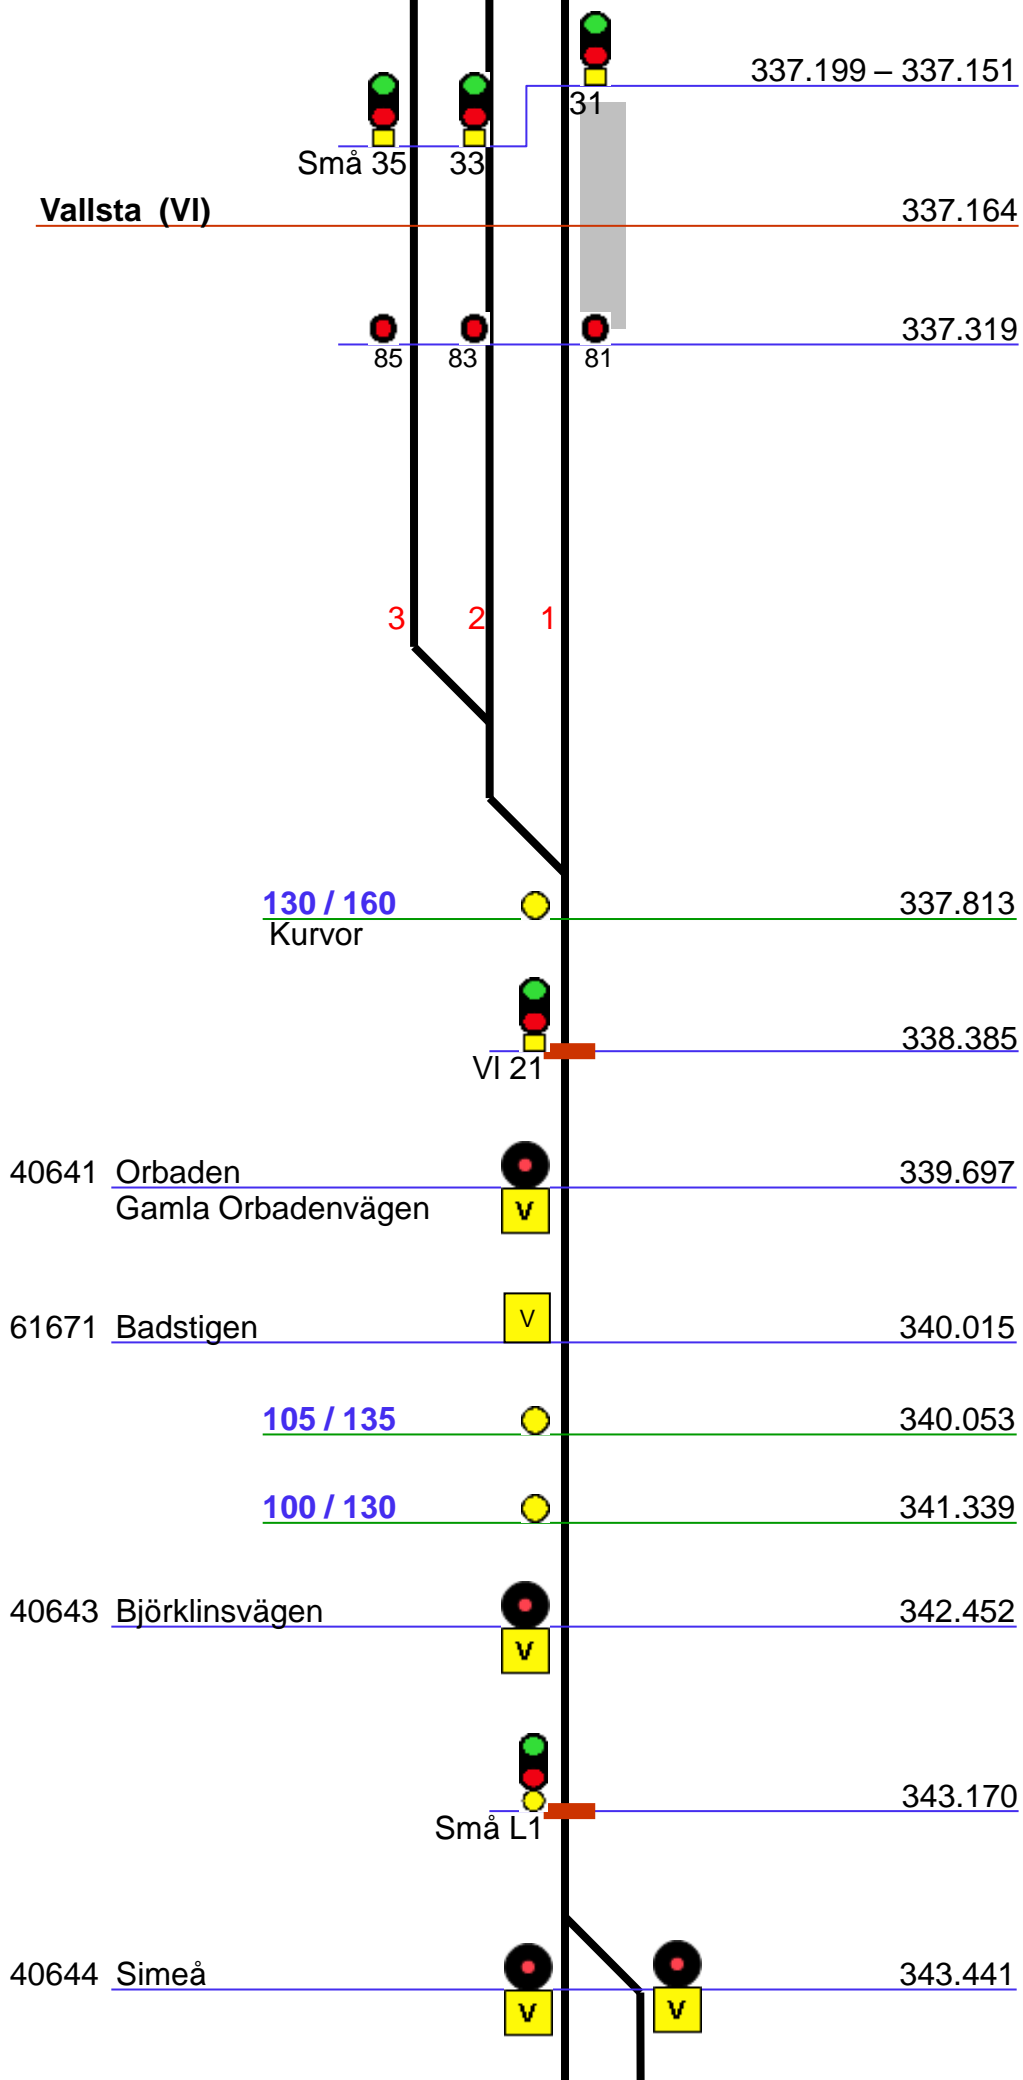 337.199 – 337.151
31
Små 35 33
Vallsta (Vl) 337.164
337.319
85 83 81
3 2 1
130 / 160 337.813
Kurvor
338.385
Vl 21
40641 Orbaden 339.697
Gamla Orbadenvägen V
61671 Badstigen V 340.015
105 / 135 340.053
100 / 130 341.339
40643 Björklinsvägen 342.452
V
343.170
Små L1
40644 Simeå 343.441
V V